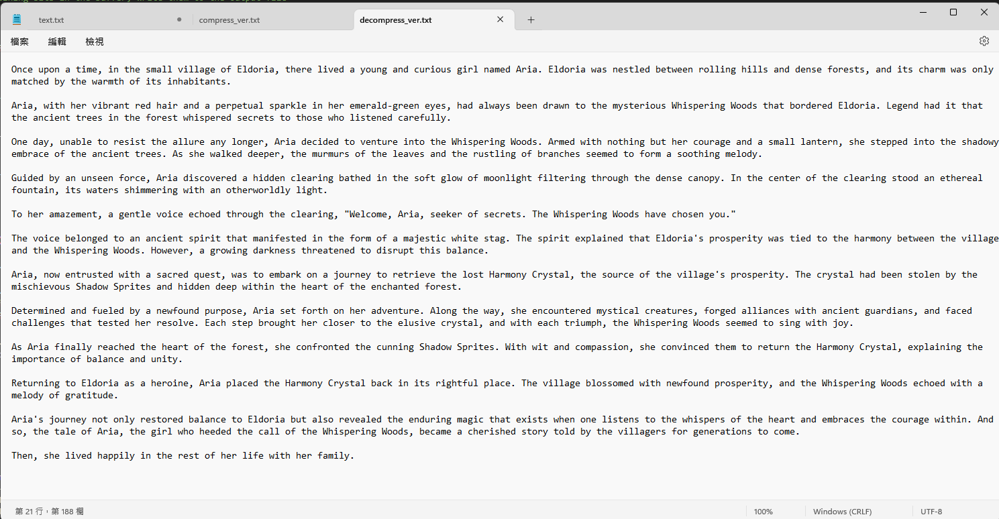 text.txt
compress_ver.txt
decompress_ver.txt
檔案 編輯 檢視
Once upon a time, in the small village of Eldoria, there lived a young and curious girl named Aria. Eldoria was nestled between rolling hills and dense forests, and its charm was only
matched by the warmth of its inhabitants.
Aria, with her vibrant red hair and a perpetual sparkle in her emerald-green eyes, had always been drawn to the mysterious Whispering Woods that bordered Eldoria. Legend had it that
the ancient trees in the forest whispered secrets to those who listened carefully.
One day, unable to resist the allure any longer, Aria decided to venture into the Whispering Woods. Armed with nothing but her courage and a small lantern, she stepped into the shadowy
embrace of the ancient trees. As she walked deeper, the murmurs of the leaves and the rustling of branches seemed to form a soothing melody.
Guided by an unseen force, Aria discovered a hidden clearing bathed in the soft glow of moonlight filtering through the dense canopy. In the center of the clearing stood an ethereal
fountain, its waters shimmering with an otherworldly light.
To her amazement, a gentle voice echoed through the clearing, "Welcome, Aria, seeker of secrets. The Whispering Woods have chosen you."
The voice belonged to an ancient spirit that manifested in the form of a majestic white stag. The spirit explained that Eldoria's prosperity was tied to the harmony between the village
and the Whispering Woods. However, a growing darkness threatened to disrupt this balance.
Aria, now entrusted with a sacred quest, was to embark on a journey to retrieve the lost Harmony Crystal, the source of the village's prosperity. The crystal had been stolen by the
mischievous Shadow Sprites and hidden deep within the heart of the enchanted forest.
Determined and fueled by a newfound purpose, Aria set forth on her adventure. Along the way, she encountered mystical creatures, forged alliances with ancient guardians, and faced
challenges that tested her resolve. Each step brought her closer to the elusive crystal, and with each triumph, the Whispering Woods seemed to sing with joy.
As Aria finally reached the heart of the forest, she confronted the cunning Shadow Sprites. With wit and compassion, she convinced them to return the Harmony Crystal, explaining the
importance of balance and unity.
Returning to Eldoria as a heroine, Aria placed the Harmony Crystal back in its rightful place. The village blossomed with newfound prosperity, and the Whispering Woods echoed with a
melody of gratitude.
Aria's journey not only restored balance to Eldoria but also revealed the enduring magic that exists when one listens to the whispers of the heart and embraces the courage within. And
so, the tale of Aria, the girl who heeded the call of the Whispering Woods, became a cherished story told by the villagers for generations to come.
Then, she lived happily in the rest of her life with her family.
第 21 行，第 188 欄 100% Windows (CRLF) UTF-8